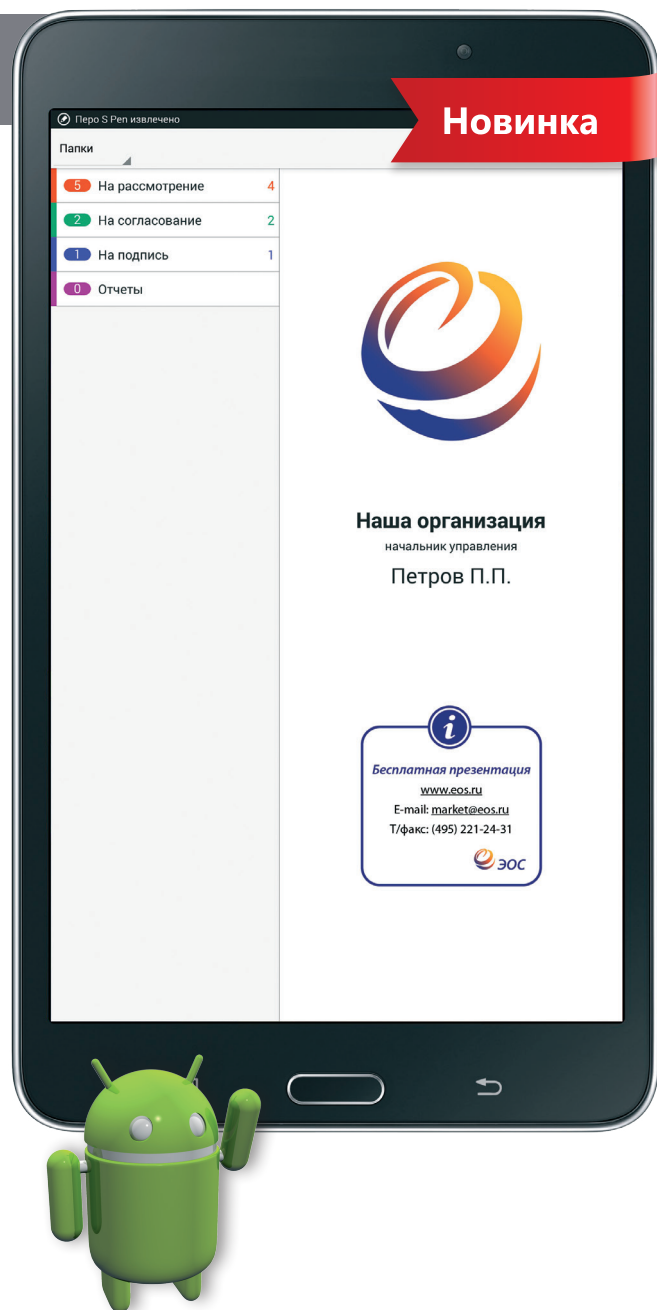 Новинка
Перо S Pen извлечено
Папки
5 На рассмотрение 4
2 На согласование 2
1 На подпись 1
0 Отчеты
Наша организация
начальник управления
Петров П.П.
i
Бесплатная презентация
www.eos.ru
E-mail: market@eos.ru
Т/факс: (495) 221-24-31
ЭОС